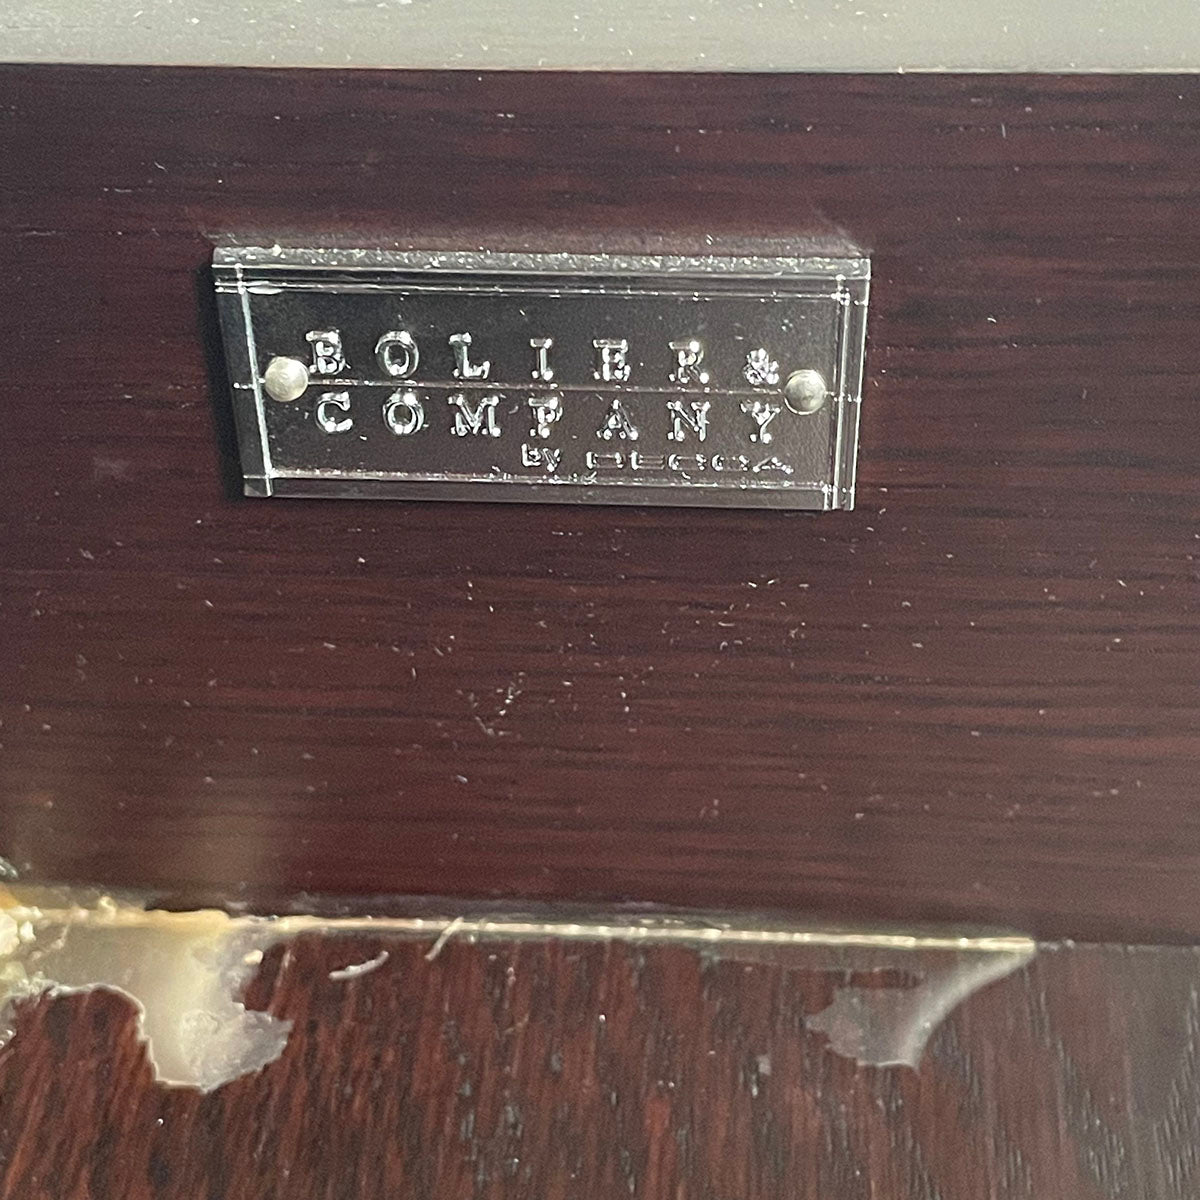 BOLIER &
COMPANY
by DECCA